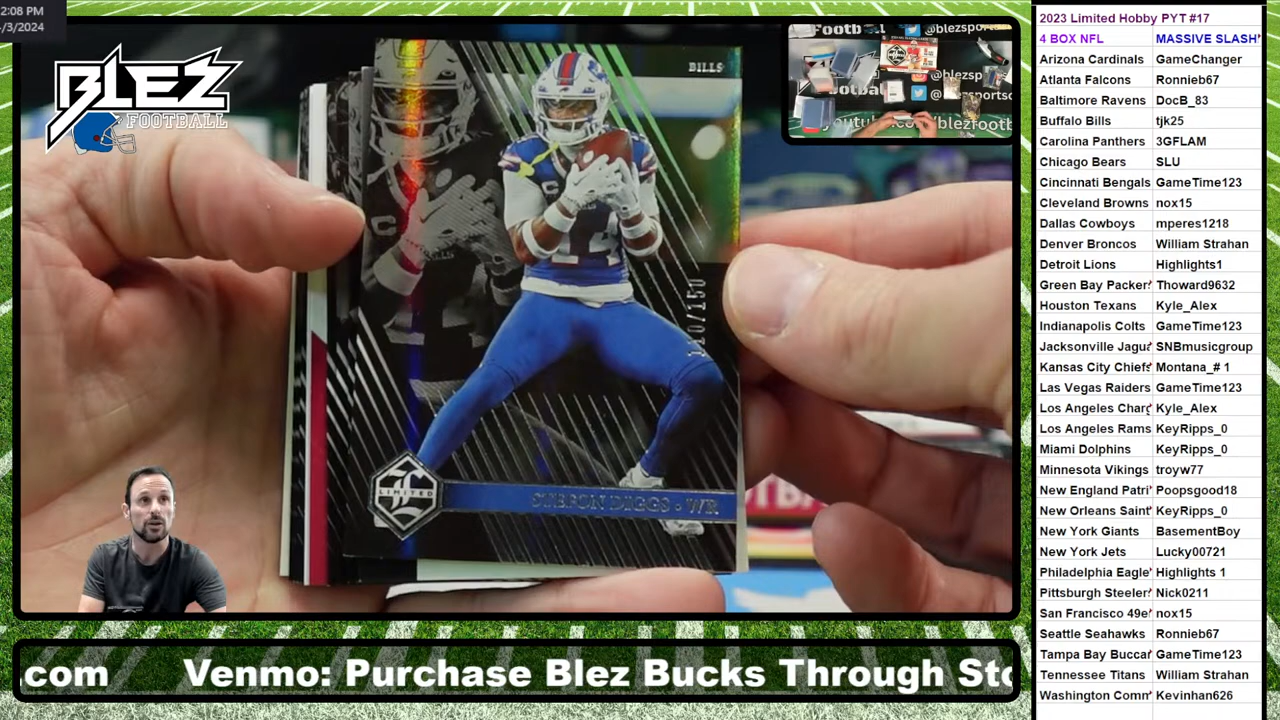 2:08 PM
/3/2024
BLEZ
FOOTBALL
BILLS
14
110/150
LIMITED
STEFON DIGGS • WR
Football
@blezspor
.com Venmo: Purchase Blez Bucks Through Sto
2023 Limited Hobby PYT #17
4 BOX NFL MASSIVE SLASH
Arizona Cardinals GameChanger
Atlanta Falcons Ronnieb67
Baltimore Ravens DocB_83
Buffalo Bills tjk25
Carolina Panthers 3GFLAM
Chicago Bears SLU
Cincinnati Bengals GameTime123
Cleveland Browns nox15
Dallas Cowboys mperes1218
Denver Broncos William Strahan
Detroit Lions Highlights1
Green Bay Packer Thoward9632
Houston Texans Kyle_Alex
Indianapolis Colts GameTime123
Jacksonville Jagua SNBmusicgroup
Kansas City Chiefs Montana_# 1
Las Vegas Raiders GameTime123
Los Angeles Charg Kyle_Alex
Los Angeles Rams KeyRipps_0
Miami Dolphins KeyRipps_0
Minnesota Vikings troyw77
New England Patri Poopsgood18
New Orleans Saint KeyRipps_0
New York Giants BasementBoy
New York Jets Lucky00721
Philadelphia Eagle Highlights 1
Pittsburgh Steeler Nick0211
San Francisco 49e nox15
Seattle Seahawks Ronnieb67
Tampa Bay Buccan GameTime123
Tennessee Titans William Strahan
Washington Comm Kevinhan626